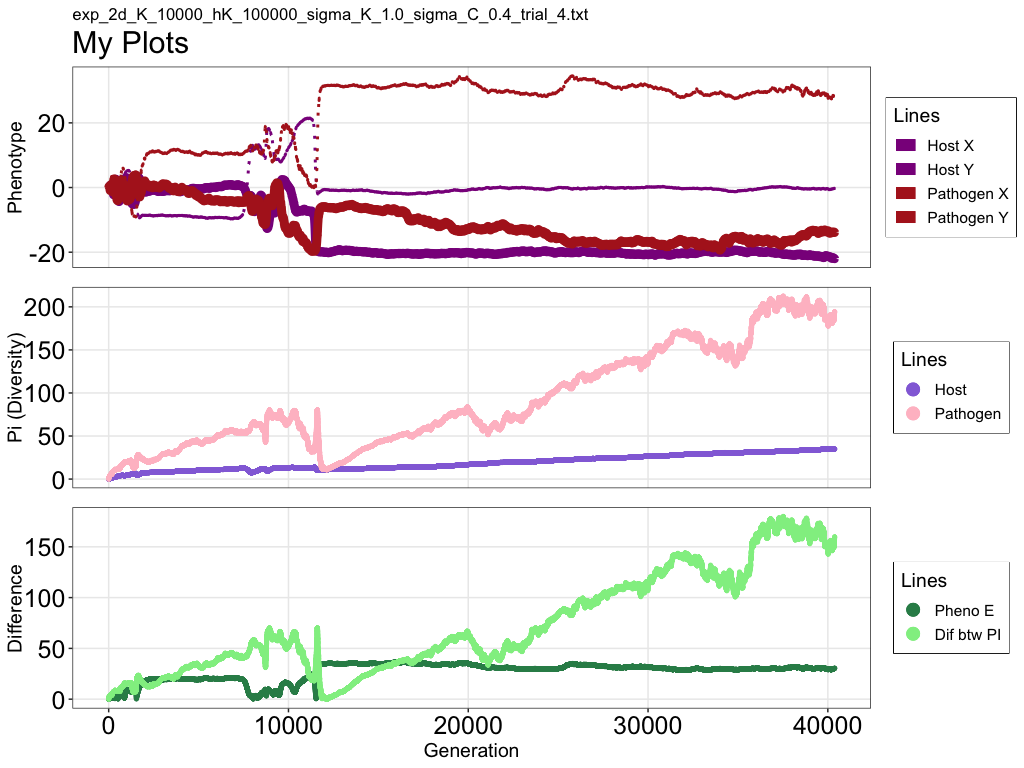 exp_2d_K_10000_hK_100000_sigma_K_1.0_sigma_C_0.4_trial_4.txt
My Plots
Phenotype
20
0
-20
Lines
Host X
Host Y
Pathogen X
Pathogen Y
Pi (Diversity)
200
150
100
50
0
Lines
Host
Pathogen
Difference
150
100
50
0
Lines
Pheno E
Dif btw PI
0 10000 20000 30000 40000
Generation